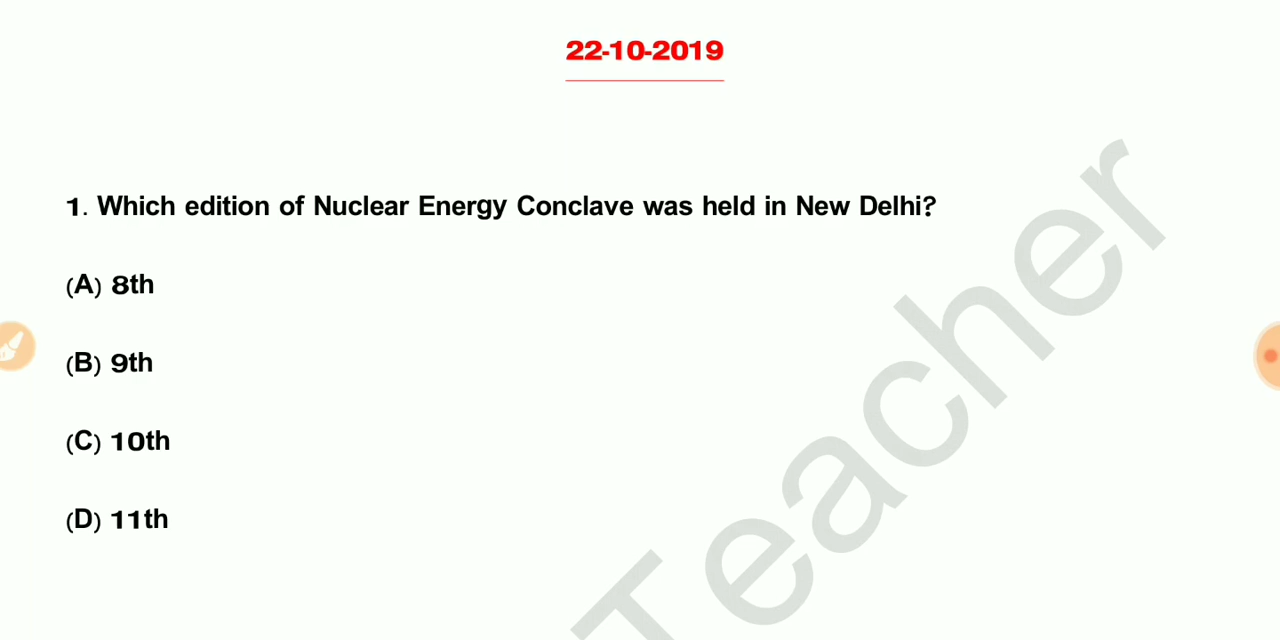 22-10-2019
1. Which edition of Nuclear Energy Conclave was held in New Delhi?
(A) 8th
(B) 9th
(C) 10th
(D) 11th
Teacher